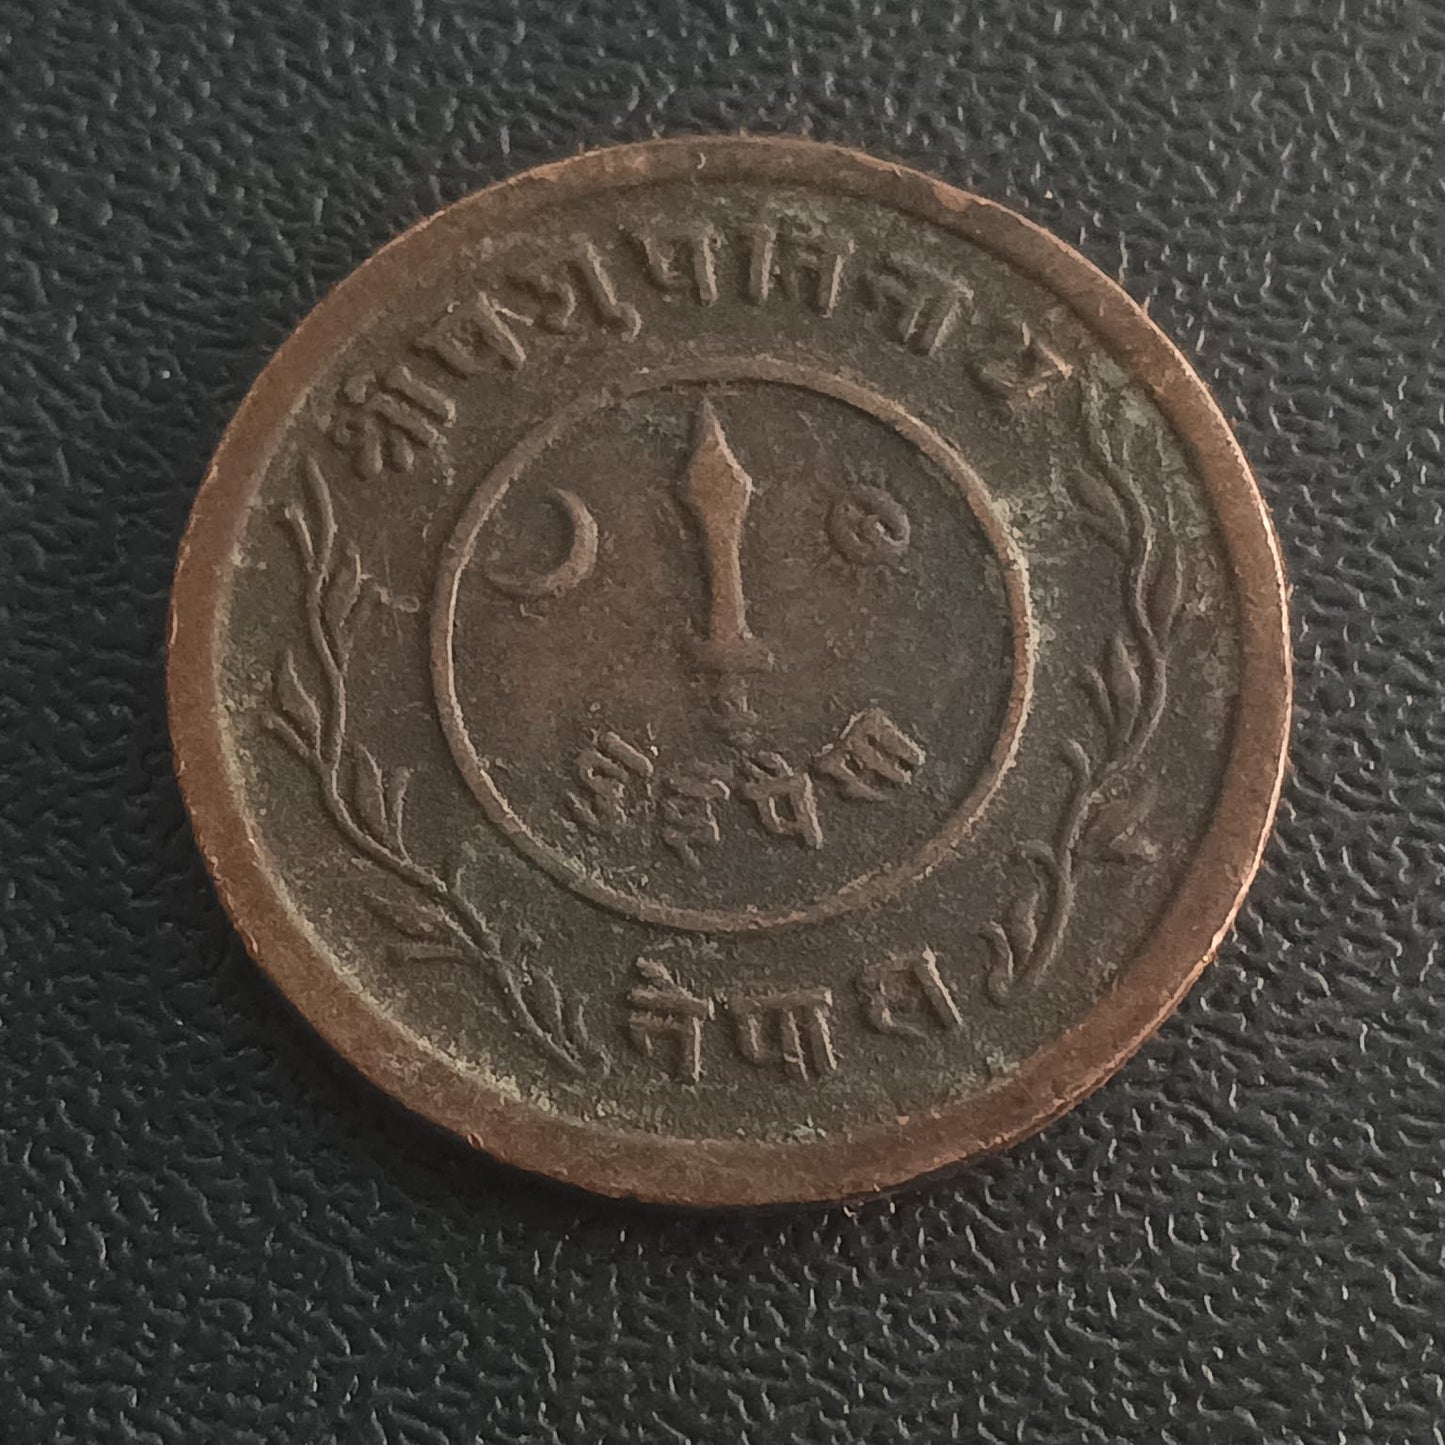 श्री पशुपतिनाथ
दुइ पैसा
नेपाल